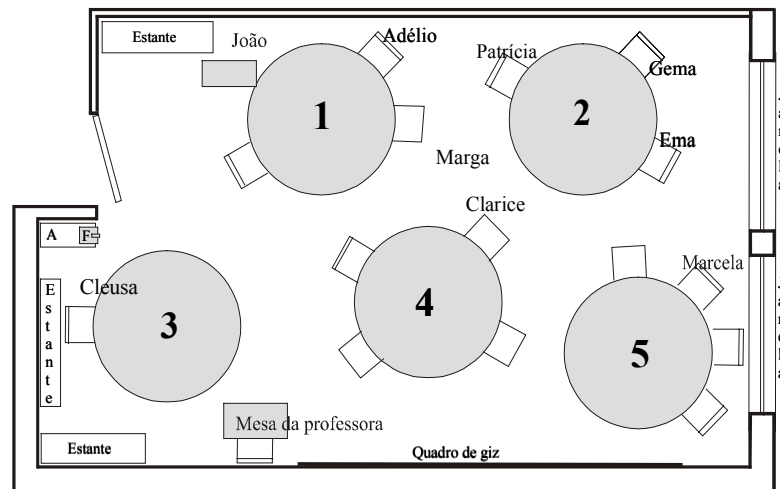 Estante
João
Adélio
Patrícia
Gema
1
2
Ema
Marga
Clarice
A
F
Marcela
Cleusa
Estante
3
4
5
Mesa da professora
Estante
Quadro de giz